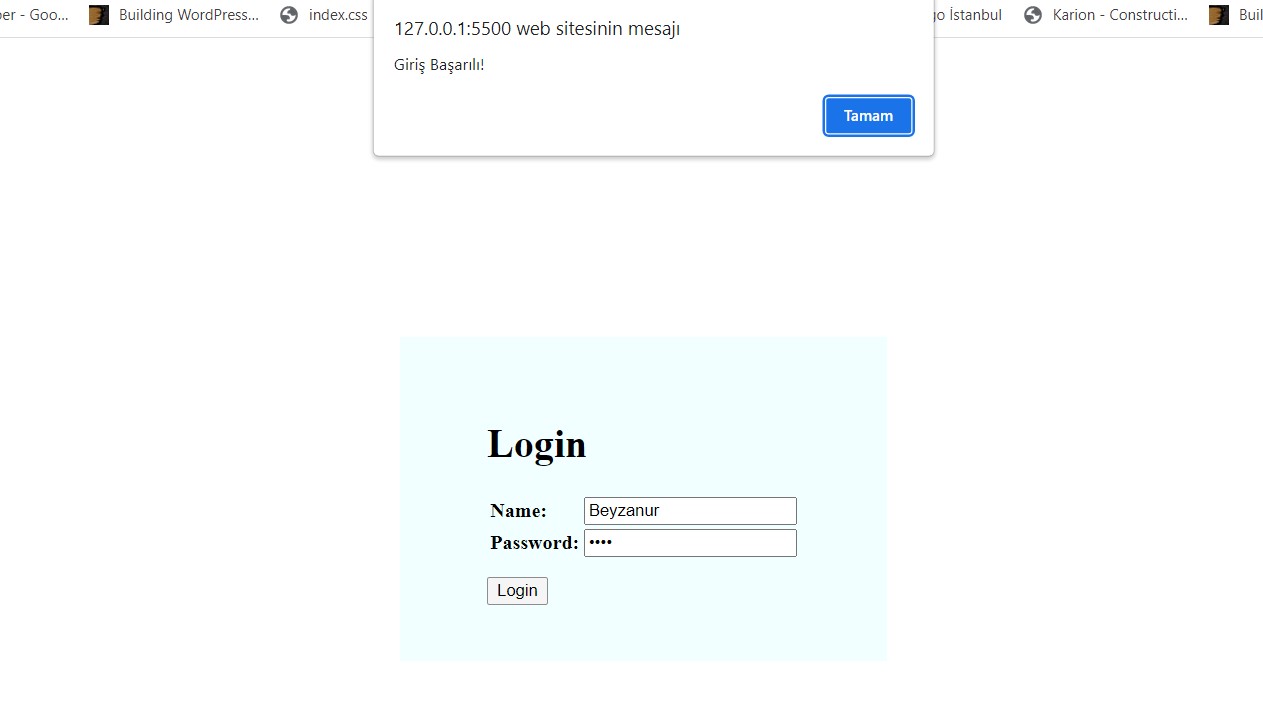 per - Goo... Building WordPress... index.css go İstanbul Karion - Constructi... Buil
127.0.0.1:5500 web sitesinin mesajı
Giriş Başarılı!
Tamam
Login
Name: Beyzanur
Password: ••••
Login